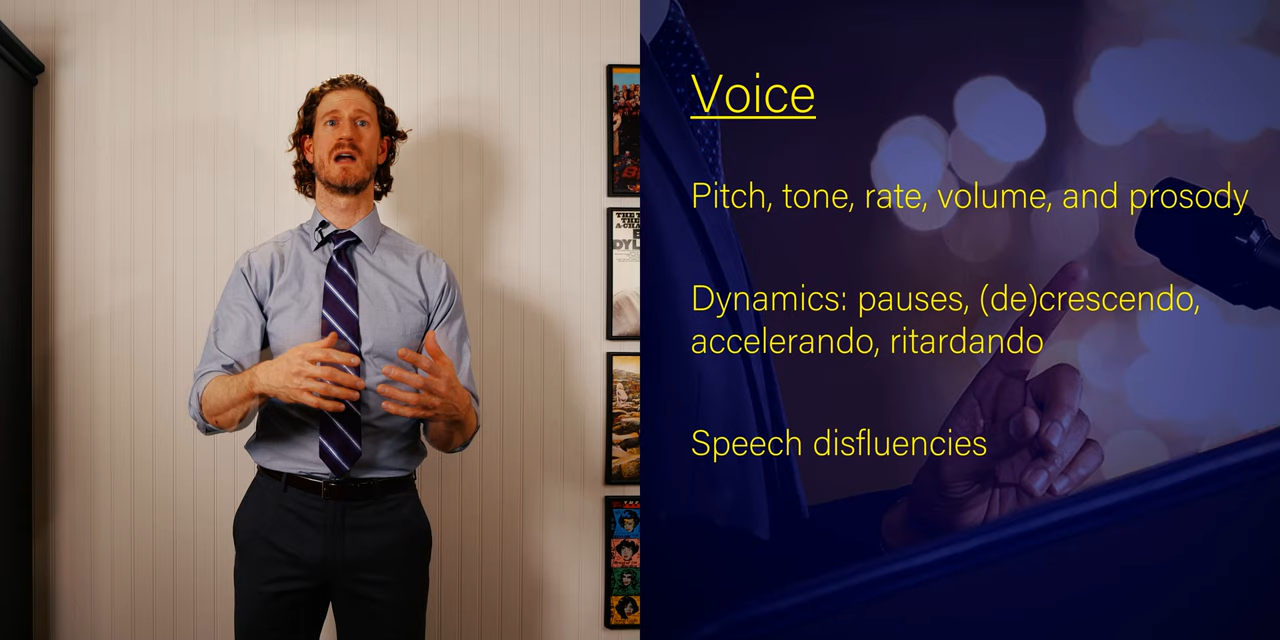 Voice
Pitch, tone, rate, volume, and prosody
Dynamics: pauses, (de)crescendo,
accelerando, ritardando
Speech disfluencies